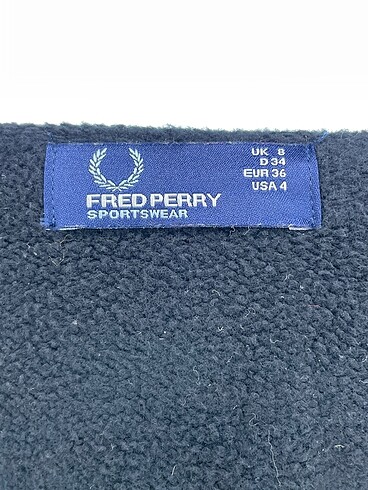 UK 8
D 34
EUR 36
USA 4
FRED PERRY
SPORTSWEAR